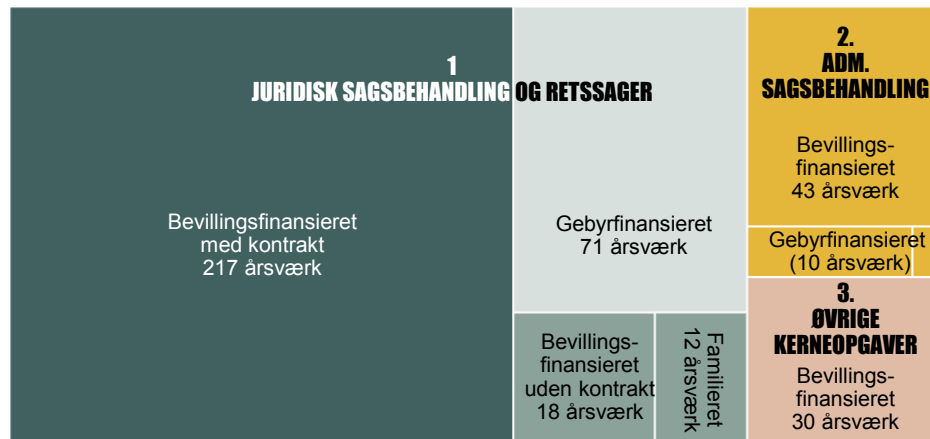 1
JURIDISK SAGSBEHANDLING OG RETSSAGER
Bevillingsfinansieret
med kontrakt
217 årsværk
Gebyrfinansieret
71 årsværk
Bevillings-
finansieret
uden kontrakt
18 årsværk
Familieret
12 årsværk
2.
ADM.
SAGSBEHANDLING
Bevillings-
finansieret
43 årsværk
Gebyrfinansieret
(10 årsværk)
3.
ØVRIGE
KERNEOPGAVER
Bevillings-
finansieret
30 årsværk